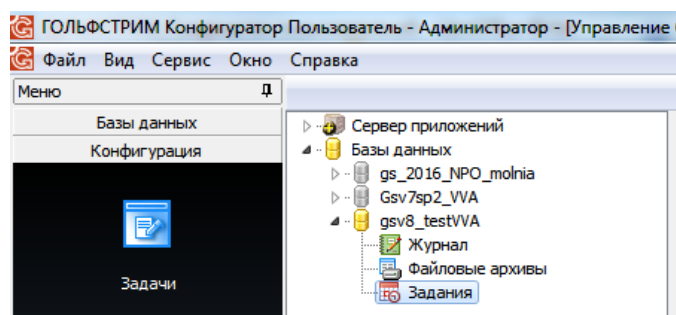 ГОЛЬФСТРИМ Конфигуратор Пользователь - Администратор - [Управление
Файл Вид Сервис Окно Справка
Меню
Базы данных
Конфигурация
Задачи
Сервер приложений
Базы данных
gs_2016_NPO_molnia
Gsv7sp2_VVA
gsv8_testVVA
Журнал
Файловые архивы
Задания